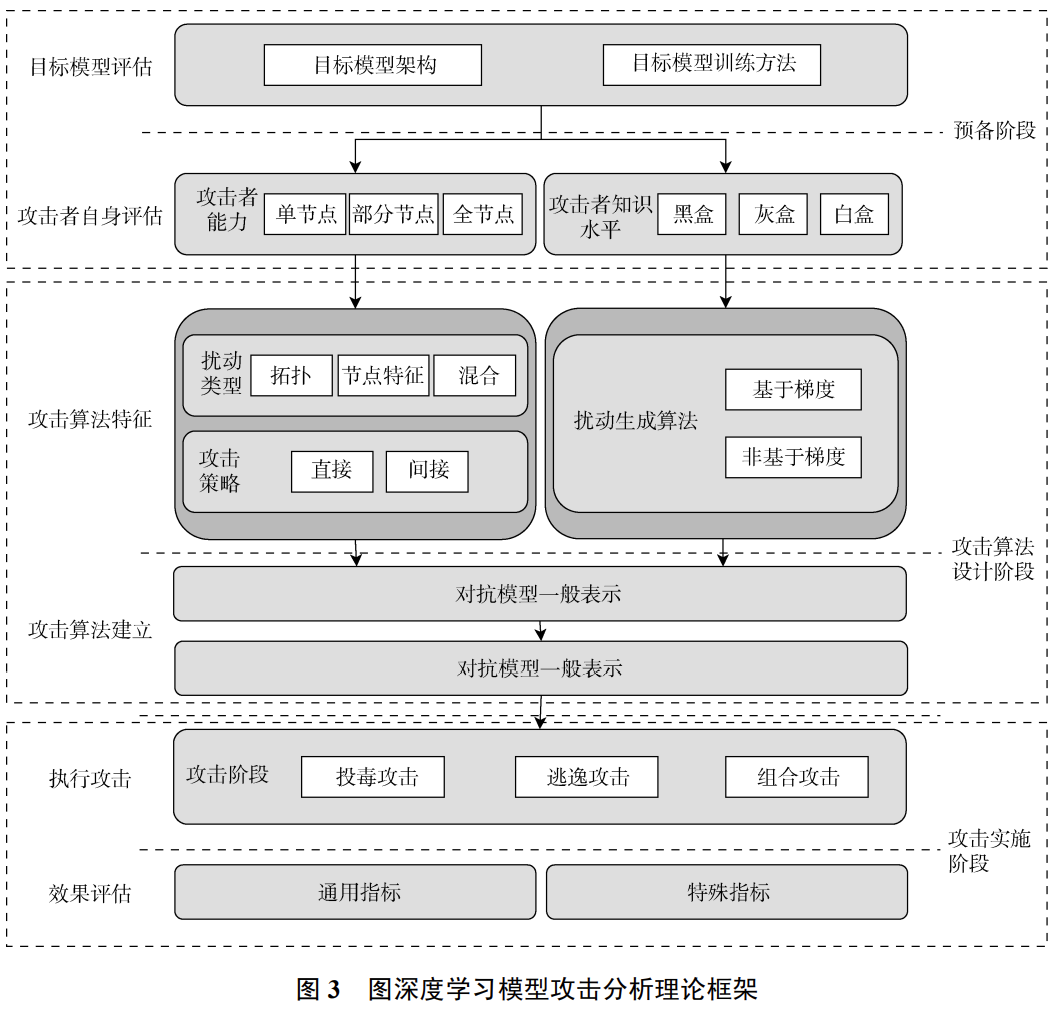 目标模型评估
目标模型架构
目标模型训练方法
预备阶段
攻击者自身评估
攻击者
能力
单节点
部分节点
全节点
攻击者知识
水平
黑盒
灰盒
白盒
攻击算法特征
扰动
类型
拓扑
节点特征
混合
攻击
策略
直接
间接
扰动生成算法
基于梯度
非基于梯度
攻击算法
设计阶段
攻击算法建立
对抗模型一般表示
对抗模型一般表示
执行攻击
攻击阶段
投毒攻击
逃逸攻击
组合攻击
攻击实施
阶段
效果评估
通用指标
特殊指标
图 3 图深度学习模型攻击分析理论框架